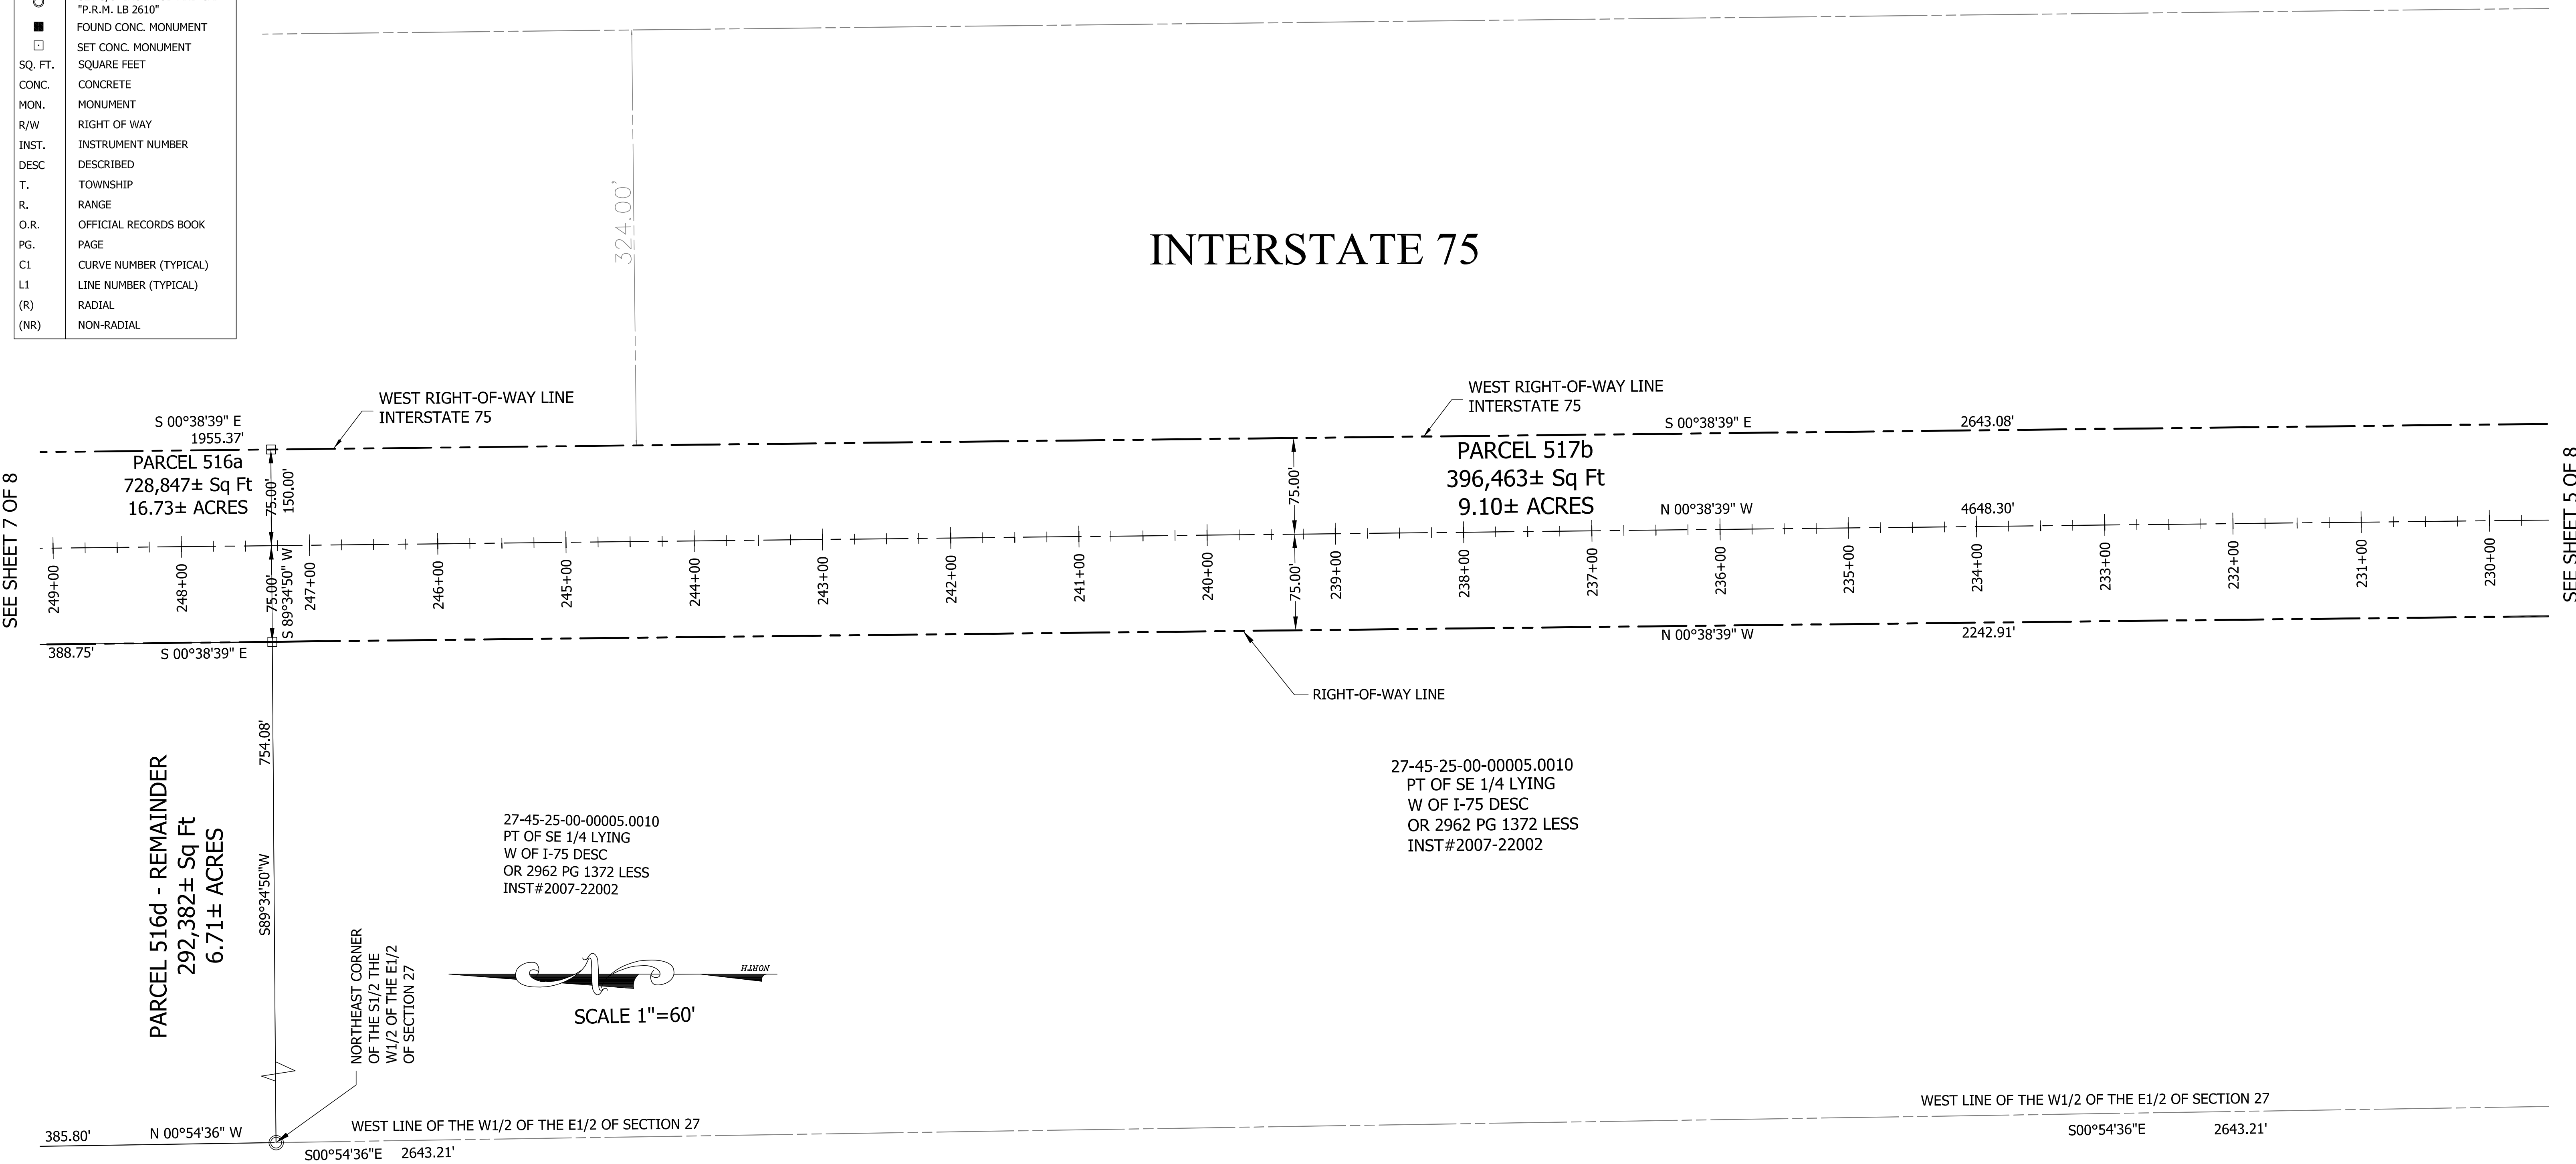 "P.R.M. LB 2610"
FOUND CONC. MONUMENT
SET CONC. MONUMENT
SQ. FT. SQUARE FEET
CONC. CONCRETE
MON. MONUMENT
R/W RIGHT OF WAY
INST. INSTRUMENT NUMBER
DESC DESCRIBED
T. TOWNSHIP
R. RANGE
O.R. OFFICIAL RECORDS BOOK
PG. PAGE
C1 CURVE NUMBER (TYPICAL)
L1 LINE NUMBER (TYPICAL)
(R) RADIAL
(NR) NON-RADIAL
324.00'
INTERSTATE 75
WEST RIGHT-OF-WAY LINE
INTERSTATE 75
WEST RIGHT-OF-WAY LINE
INTERSTATE 75
S 00°38'39" E
1955.37'
S 00°38'39" E 2643.08'
SEE SHEET 7 OF 8
PARCEL 516a
728,847± Sq Ft
16.73± ACRES
75.00'
150.00'
75.00'
PARCEL 517b
396,463± Sq Ft
9.10± ACRES
N 00°38'39" W 4648.30'
SEE SHEET 5 OF 8
249+00
248+00
75.00'
S 89°34'50" W
247+00
246+00
245+00
244+00
243+00
242+00
241+00
240+00
75.00'
239+00
238+00
237+00
236+00
235+00
234+00
233+00
232+00
231+00
230+00
388.75' S 00°38'39" E
N 00°38'39" W 2242.91'
RIGHT-OF-WAY LINE
754.08'
S89°34'50"W
PARCEL 516d - REMAINDER
292,382± Sq Ft
6.71± ACRES
27-45-25-00-00005.0010
PT OF SE 1/4 LYING
W OF I-75 DESC
OR 2962 PG 1372 LESS
INST#2007-22002
27-45-25-00-00005.0010
PT OF SE 1/4 LYING
W OF I-75 DESC
OR 2962 PG 1372 LESS
INST#2007-22002
NORTHEAST CORNER
OF THE S1/2 THE
W1/2 OF THE E1/2
OF SECTION 27
N
NORTH
SCALE 1"=60'
385.80' N 00°54'36" W
WEST LINE OF THE W1/2 OF THE E1/2 OF SECTION 27
S00°54'36"E 2643.21'
WEST LINE OF THE W1/2 OF THE E1/2 OF SECTION 27
S00°54'36"E 2643.21'